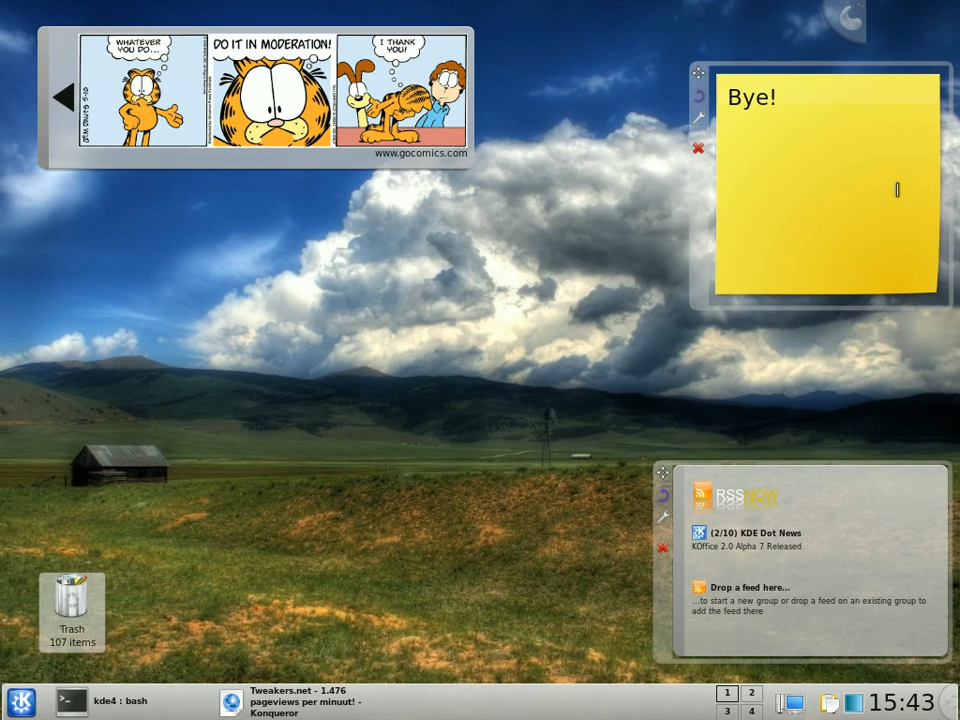 WHATEVER
YOU DO...
DO IT IN MODERATION!
I THANK
YOU!
www.gocomics.com
Bye!
RSSNOW
(2/10) KDE Dot News
KOffice 2.0 Alpha 7 Released
Drop a feed here...
...to start a new group or drop a feed on an existing group to
add the feed there
Trash
107 items
kde4 : bash
Tweakers.net - 1.476
pageviews per minuut! -
Konqueror
1 2
3 4
15:43